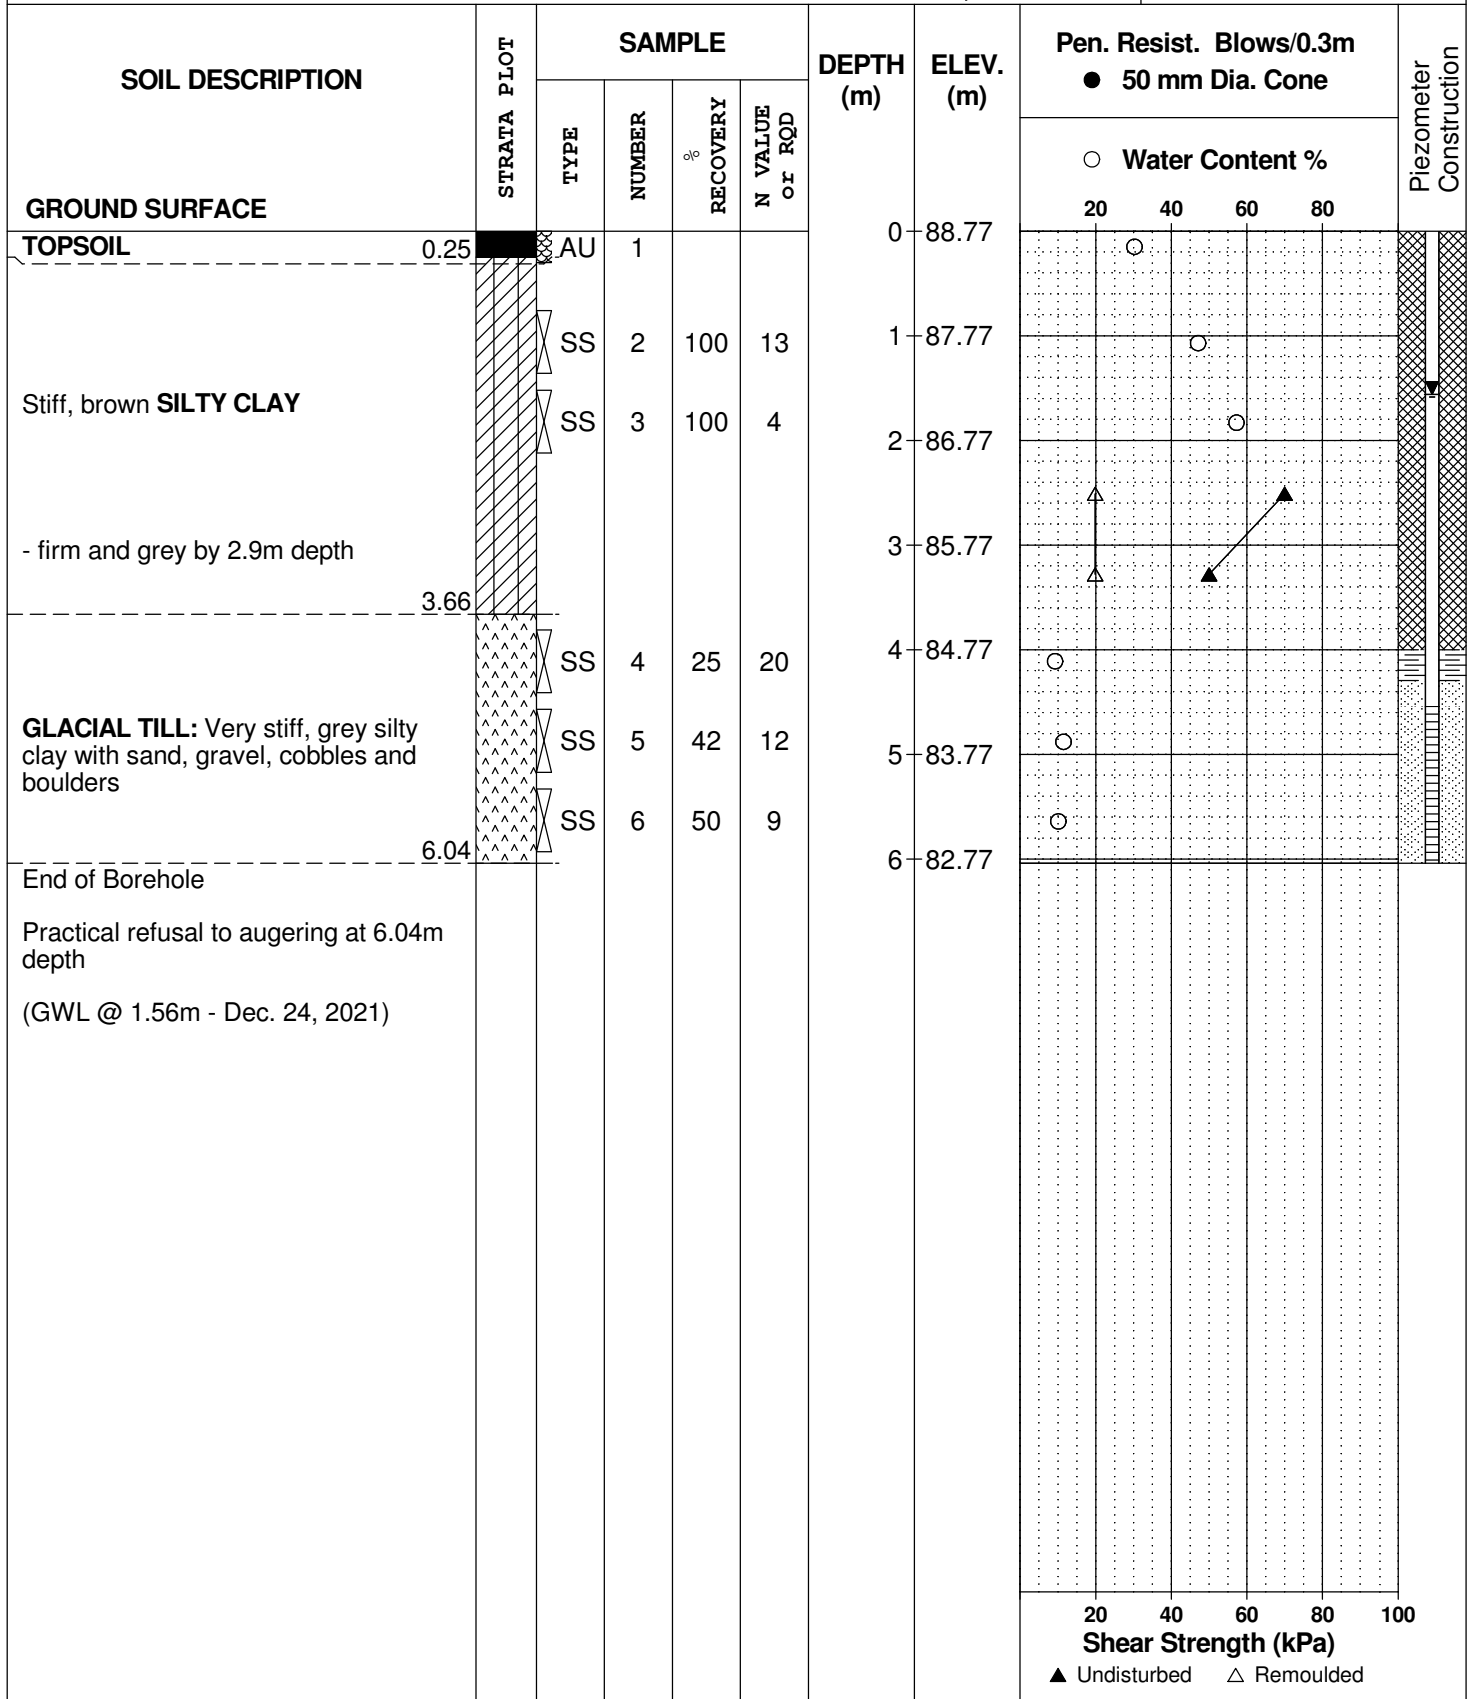 SOIL DESCRIPTION
GROUND SURFACE
STRATA PLOT
SAMPLE
TYPE
NUMBER
%
RECOVERY
N VALUE
or RQD
DEPTH
(m)
ELEV.
(m)
Pen. Resist. Blows/0.3m
● 50 mm Dia. Cone
○ Water Content %
20 40 60 80
Piezometer
Construction
0 88.77
TOPSOIL 0.25 AU 1
1 87.77
SS 2 100 13
Stiff, brown SILTY CLAY
SS 3 100 4
2 86.77
- firm and grey by 2.9m depth
3 85.77
3.66
4 84.77
SS 4 25 20
GLACIAL TILL: Very stiff, grey silty
clay with sand, gravel, cobbles and
boulders
SS 5 42 12
5 83.77
SS 6 50 9
6.04
6 82.77
End of Borehole
Practical refusal to augering at 6.04m
depth
(GWL @ 1.56m - Dec. 24, 2021)
20 40 60 80 100
Shear Strength (kPa)
▲ Undisturbed △ Remoulded